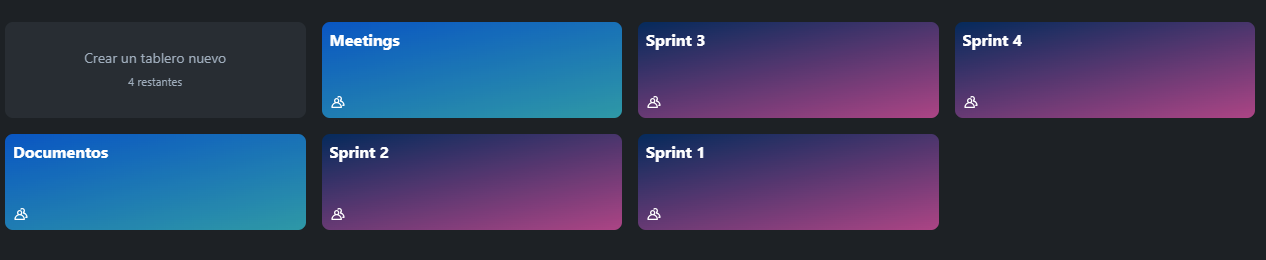 Crear un tablero nuevo
4 restantes
Meetings
Sprint 3
Sprint 4
Documentos
Sprint 2
Sprint 1